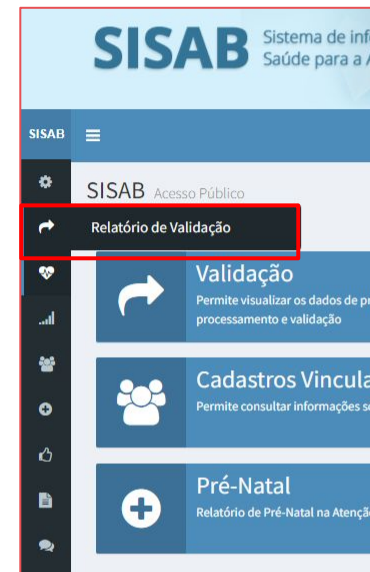 SISAB Sistema de inf
Saúde para a
SISAB
SISAB Acesso Público
Relatório de Validação
Validação
Permite visualizar os dados de
processamento e validação
Cadastros Vincula
Permite consultar informações
Pré-Natal
Relatório de Pré-Natal na Atençã